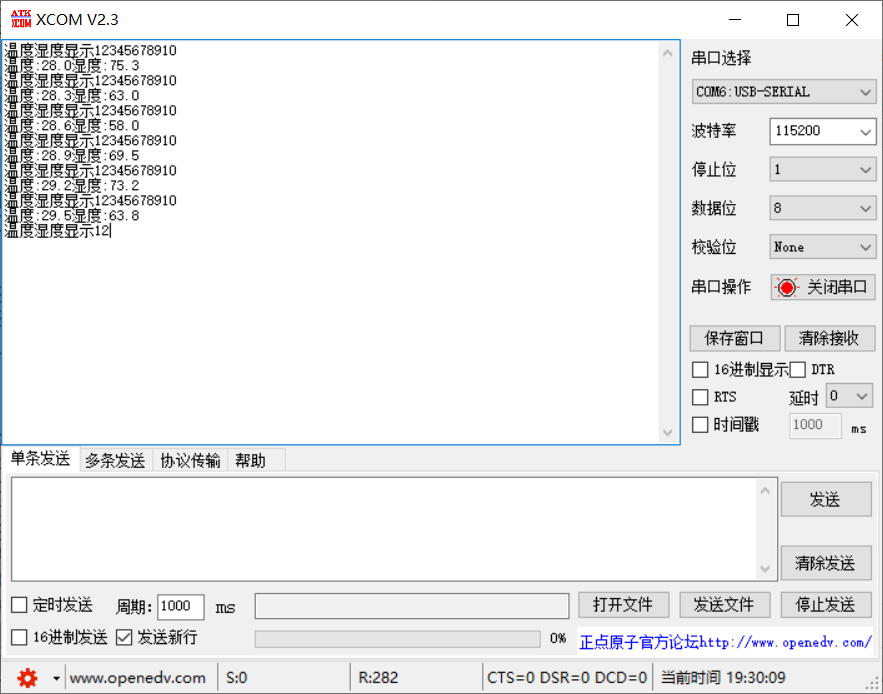 ATK XCOM XCOM V2.3
温度湿度显示12345678910
温度:28.0湿度:75.3
温度湿度显示12345678910
温度:28.3湿度:63.0
温度湿度显示12345678910
温度:28.6湿度:58.0
温度湿度显示12345678910
温度:28.9湿度:69.5
温度湿度显示12345678910
温度:29.2湿度:73.2
温度湿度显示12345678910
温度:29.5湿度:63.8
温度湿度显示12
串口选择
COM6:USB-SERIAL
波特率 115200
停止位 1
数据位 8
校验位 None
串口操作 关闭串口
保存窗口 清除接收
16进制显示 DTR
RTS 延时 0
时间戳 1000 ms
单条发送 多条发送 协议传输 帮助
发送
清除发送
定时发送 周期: 1000 ms 打开文件 发送文件 停止发送
16进制发送 发送新行 0% 正点原子官方论坛http://www.openedv.com/
www.openedv.com S:0 R:282 CTS=0 DSR=0 DCD=0 当前时间 19:30:09